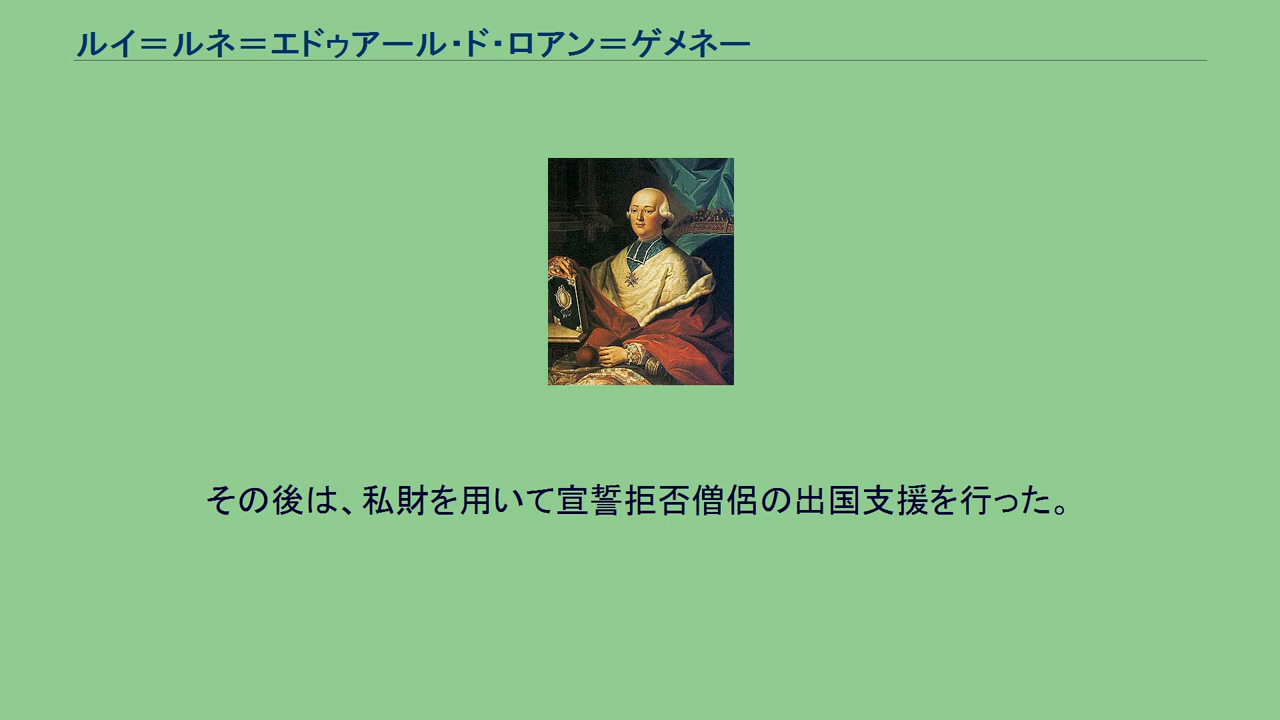 ルイ＝ルネ＝エドゥアール・ド・ロアン＝ゲメネー
その後は、私財を用いて宣誓拒否僧侶の出国支援を行った。